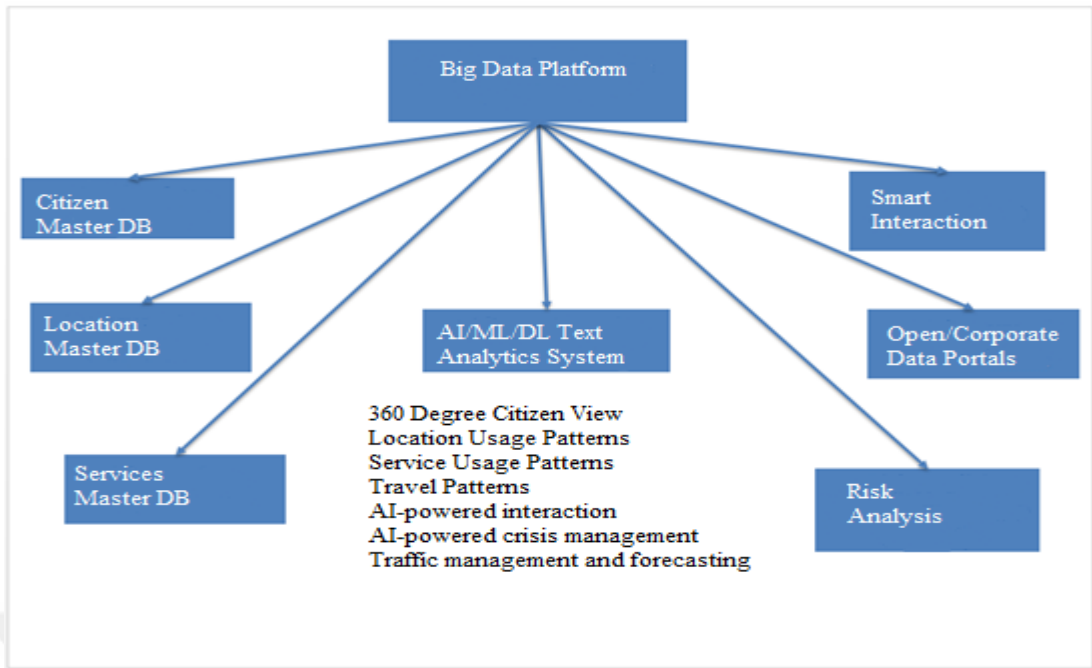 Big Data Platform
Citizen
Master DB
Smart
Interaction
Location
Master DB
AI/ML/DL Text
Analytics System
Open/Corporate
Data Portals
360 Degree Citizen View
Location Usage Patterns
Service Usage Patterns
Travel Patterns
AI-powered interaction
AI-powered crisis management
Traffic management and forecasting
Services
Master DB
Risk
Analysis